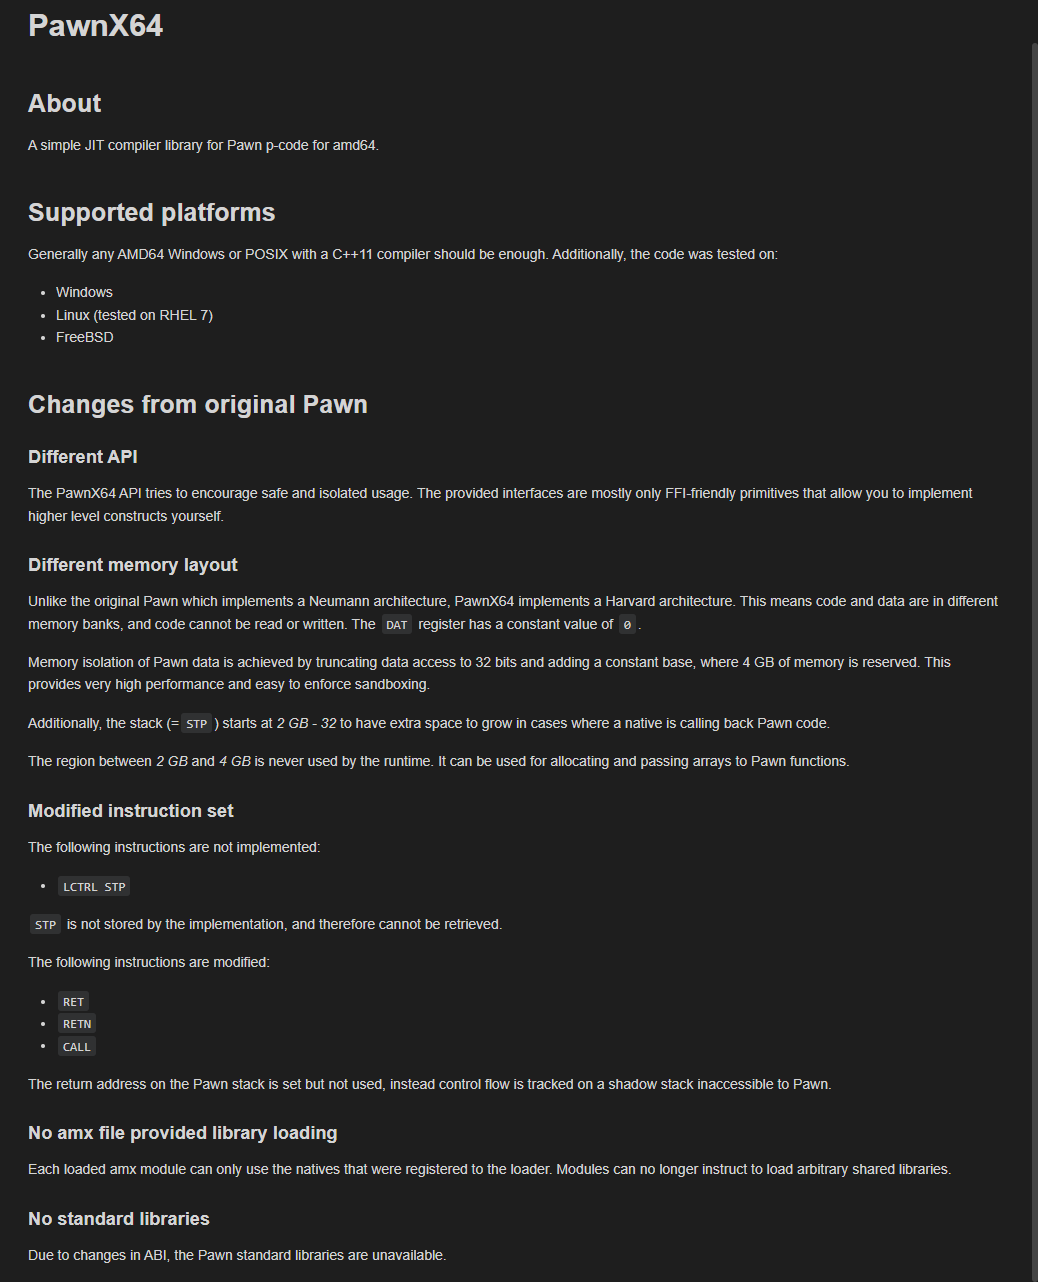 PawnX64
About
A simple JIT compiler library for Pawn p-code for amd64.
Supported platforms
Generally any AMD64 Windows or POSIX with a C++11 compiler should be enough. Additionally, the code was tested on:
• Windows
• Linux (tested on RHEL 7)
• FreeBSD
Changes from original Pawn
Different API
The PawnX64 API tries to encourage safe and isolated usage. The provided interfaces are mostly only FFI-friendly primitives that allow you to implement
higher level constructs yourself.
Different memory layout
Unlike the original Pawn which implements a Neumann architecture, PawnX64 implements a Harvard architecture. This means code and data are in different
memory banks, and code cannot be read or written. The DAT register has a constant value of 0.
Memory isolation of Pawn data is achieved by truncating data access to 32 bits and adding a constant base, where 4 GB of memory is reserved. This
provides very high performance and easy to enforce sandboxing.
Additionally, the stack (= STP ) starts at 2 GB - 32 to have extra space to grow in cases where a native is calling back Pawn code.
The region between 2 GB and 4 GB is never used by the runtime. It can be used for allocating and passing arrays to Pawn functions.
Modified instruction set
The following instructions are not implemented:
• LCTRL STP
STP is not stored by the implementation, and therefore cannot be retrieved.
The following instructions are modified:
• RET
• RETN
• CALL
The return address on the Pawn stack is set but not used, instead control flow is tracked on a shadow stack inaccessible to Pawn.
No amx file provided library loading
Each loaded amx module can only use the natives that were registered to the loader. Modules can no longer instruct to load arbitrary shared libraries.
No standard libraries
Due to changes in ABI, the Pawn standard libraries are unavailable.